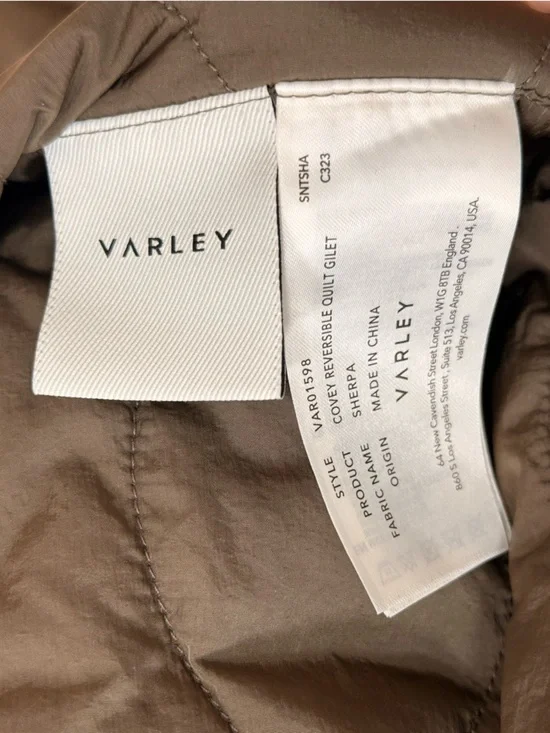 VARLEY
SNTSHA
C323
STYLE VAR01598
PRODUCT COVEY REVERSIBLE QUILT GILET
FABRIC NAME SHERPA
ORIGIN MADE IN CHINA
VARLEY
64 New Cavendish Street London, W1G 8TB England.
860 S Los Angeles Street, Suite 513, Los Angeles, CA 90014, USA.
varley.com